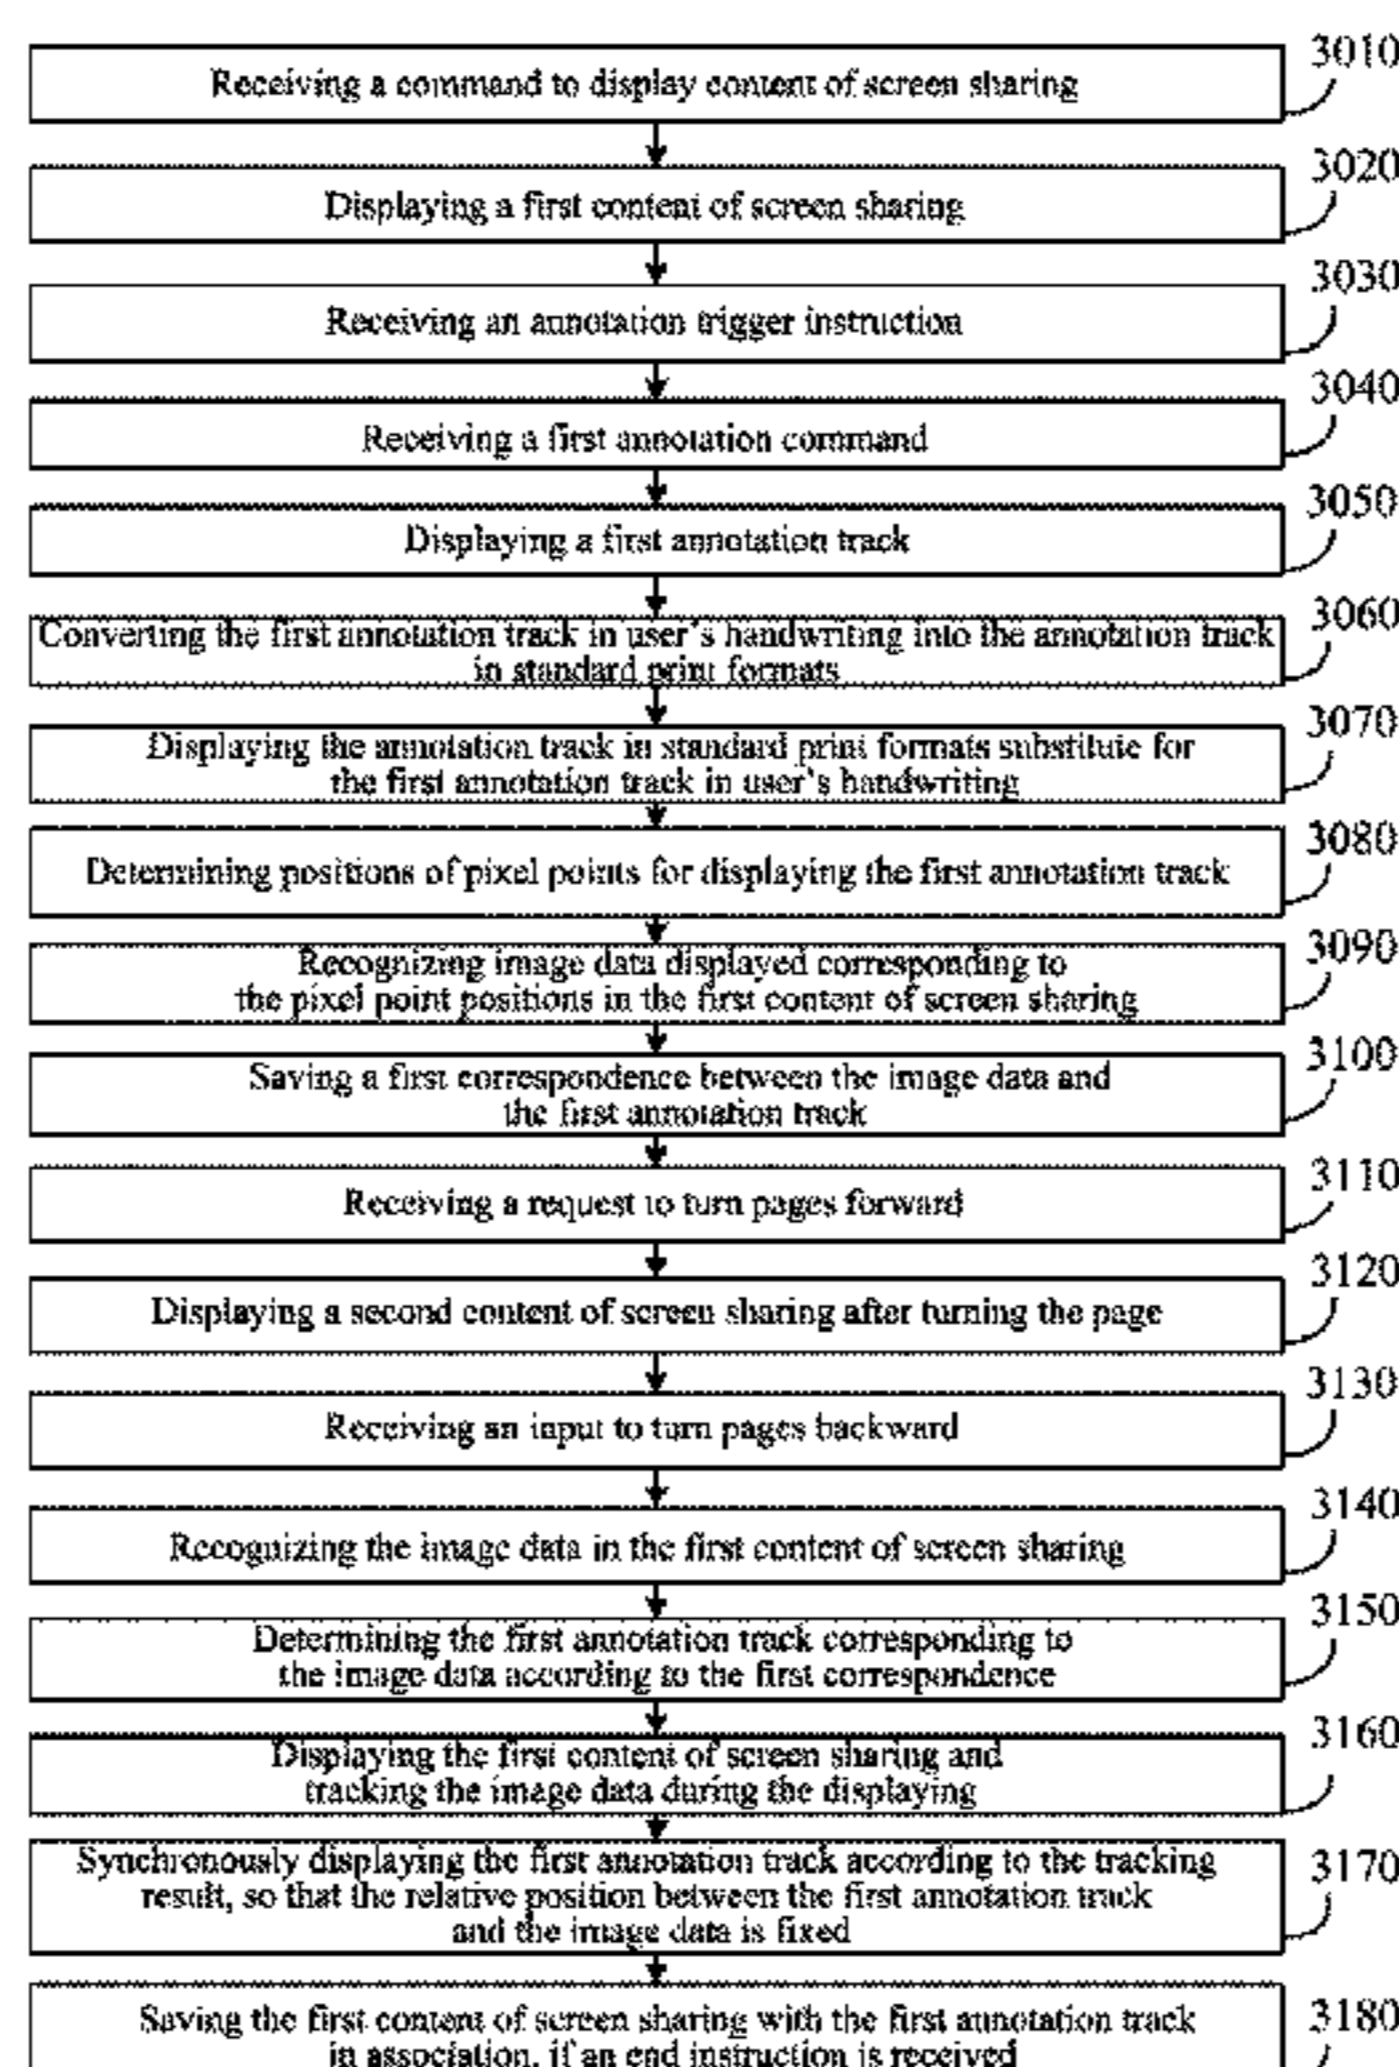 Receiving a command to display content of screen sharing
3010
Displaying a first content of screen sharing
3020
Receiving an annotation trigger instruction
3030
Receiving a first annotation command
3040
Displaying a first annotation track
3050
Converting the first annotation track in user's handwriting into the annotation track
in standard print formats
3060
Displaying the annotation track in standard print formats substitute for
the first annotation track in user's handwriting
3070
Determining positions of pixel points for displaying the first annotation track
3080
Recognizing image data displayed corresponding to
the pixel point positions in the first content of screen sharing
3090
Saving a first correspondence between the image data and
the first annotation track
3100
Receiving a request to turn pages forward
3110
Displaying a second content of screen sharing after turning the page
3120
Receiving an input to turn pages backward
3130
Recognizing the image data in the first content of screen sharing
3140
Determining the first annotation track corresponding to
the image data according to the first correspondence
3150
Displaying the first content of screen sharing and
tracking the image data during the displaying
3160
Synchronously displaying the first annotation track according to the tracking
result, so that the relative position between the first annotation track
and the image data is fixed
3170
Saving the first content of screen sharing with the first annotation track
in association, if an end instruction is received
3180